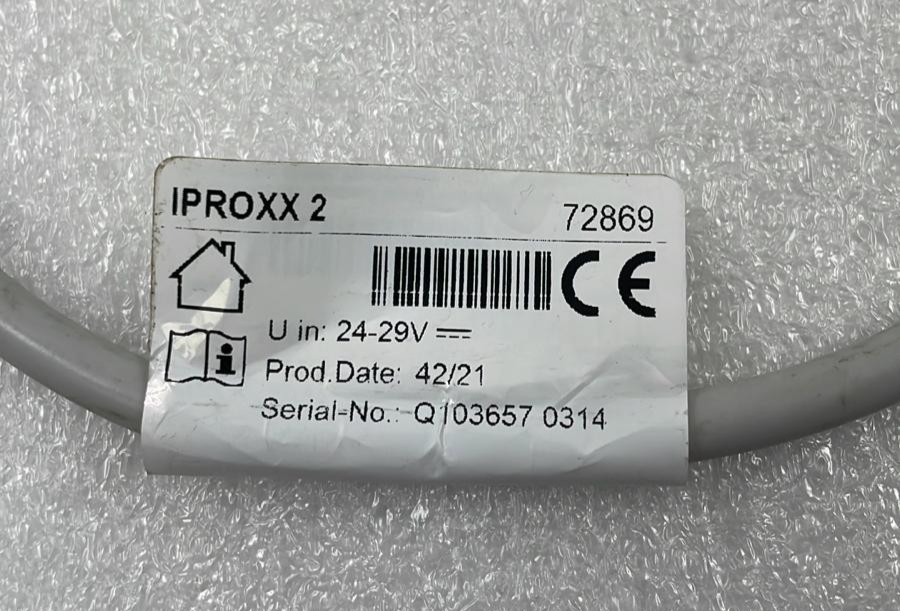 IPROXX 2
72869
CE
U in: 24-29V
Prod.Date: 42/21
Serial-No.: Q103657 0314